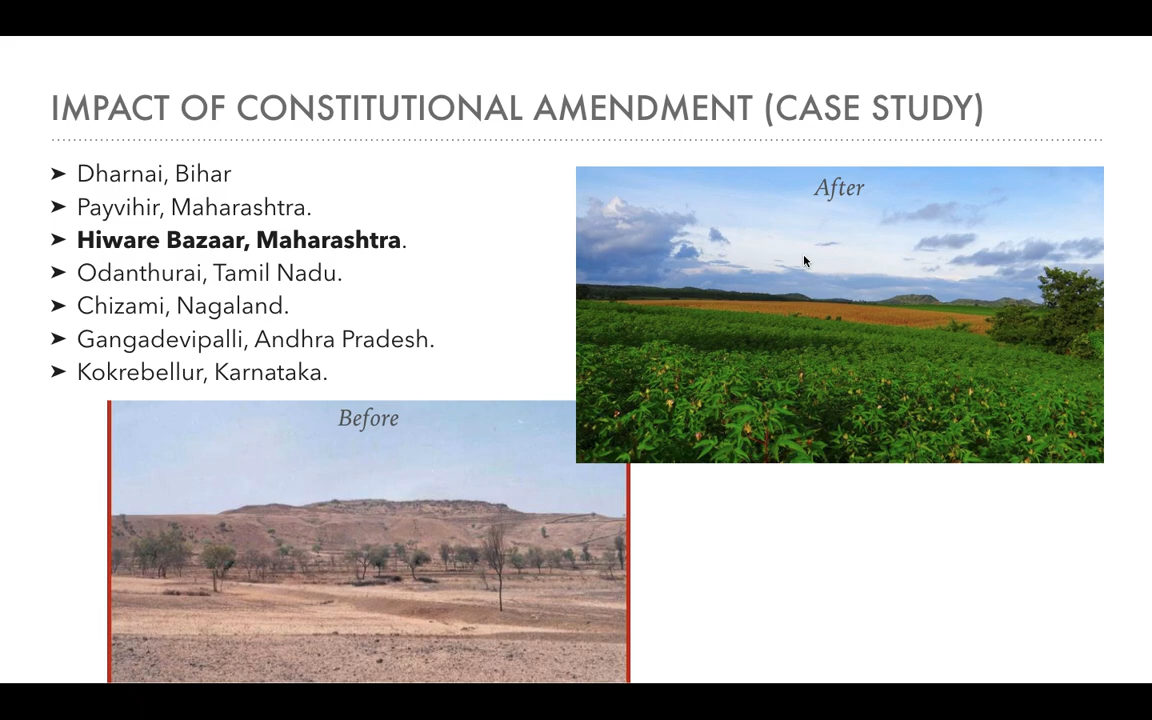 IMPACT OF CONSTITUTIONAL AMENDMENT (CASE STUDY)
➤ Dharnai, Bihar
➤ Payvihir, Maharashtra.
➤ Hiware Bazaar, Maharashtra.
➤ Odanthurai, Tamil Nadu.
➤ Chizami, Nagaland.
➤ Gangadevipalli, Andhra Pradesh.
➤ Kokrebellur, Karnataka.
After
Before